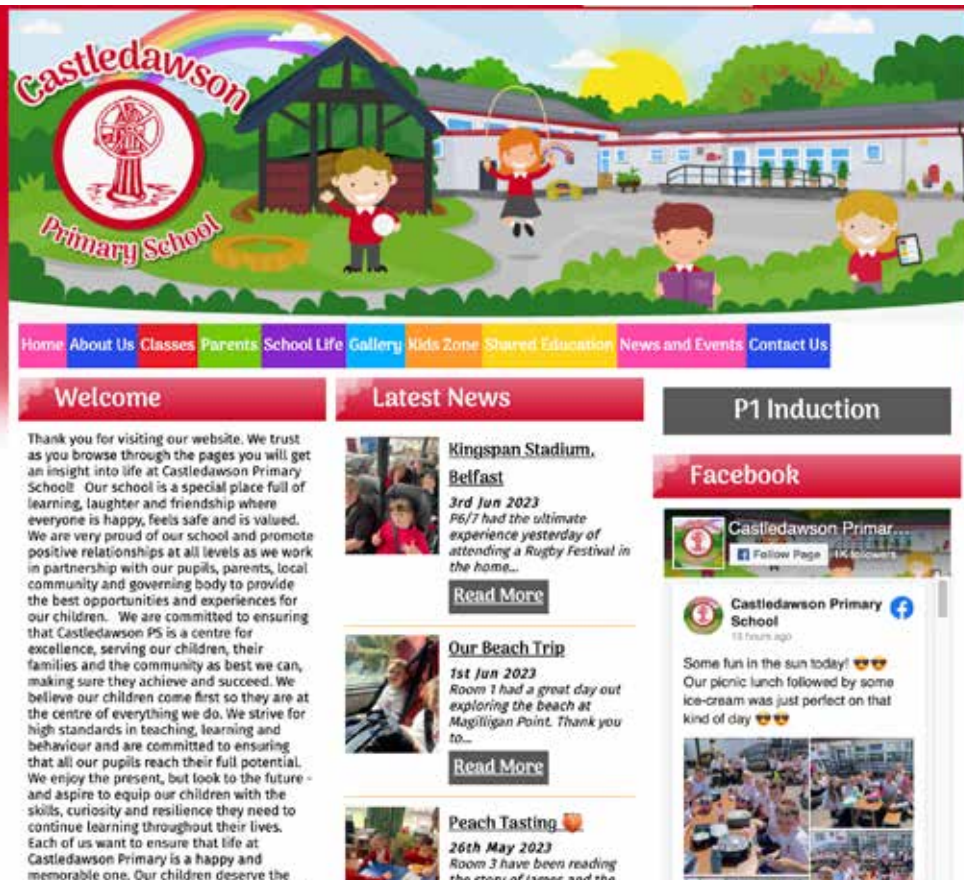 Castledawson
Primary School
Home About Us Classes Parents School Life Gallery Kids Zone Shared Education News and Events Contact Us
Welcome
Thank you for visiting our website. We trust
as you browse through the pages you will get
an insight into life at Castledawson Primary
School! Our school is a special place full of
learning, laughter and friendship where
everyone is happy, feels safe and is valued.
We are very proud of our school and promote
positive relationships at all levels as we work
in partnership with our pupils, parents, local
community and governing body to provide
the best opportunities and experiences for
our children. We are committed to ensuring
that Castledawson PS is a centre for
excellence, serving our children, their
families and the community as best we can,
making sure they achieve and succeed. We
believe our children come first so they are at
the centre of everything we do. We strive for
high standards in teaching, learning and
behaviour and are committed to ensuring
that all our pupils reach their full potential.
We enjoy the present, but look to the future -
and aspire to equip our children with the
skills, curiosity and resilience they need to
continue learning throughout their lives.
Each of us want to ensure that life at
Castledawson Primary is a happy and
memorable one. Our children deserve the
Latest News
Kingspan Stadium,
Belfast
3rd Jun 2023
P6/7 had the ultimate
experience yesterday of
attending a Rugby Festival in
the home...
Read More
Our Beach Trip
1st Jun 2023
Room 1 had a great day out
exploring the beach at
Magilligan Point. Thank you
to...
Read More
Peach Tasting 🍑
26th May 2023
Room 3 have been reading
the story of James and the
P1 Induction
Facebook
Castledawson Primar...
Follow Page 1K followers
Castledawson Primary
School
13 hours ago
Some fun in the sun today! 😎😎
Our picnic lunch followed by some
ice-cream was just perfect on that
kind of day 😎😎